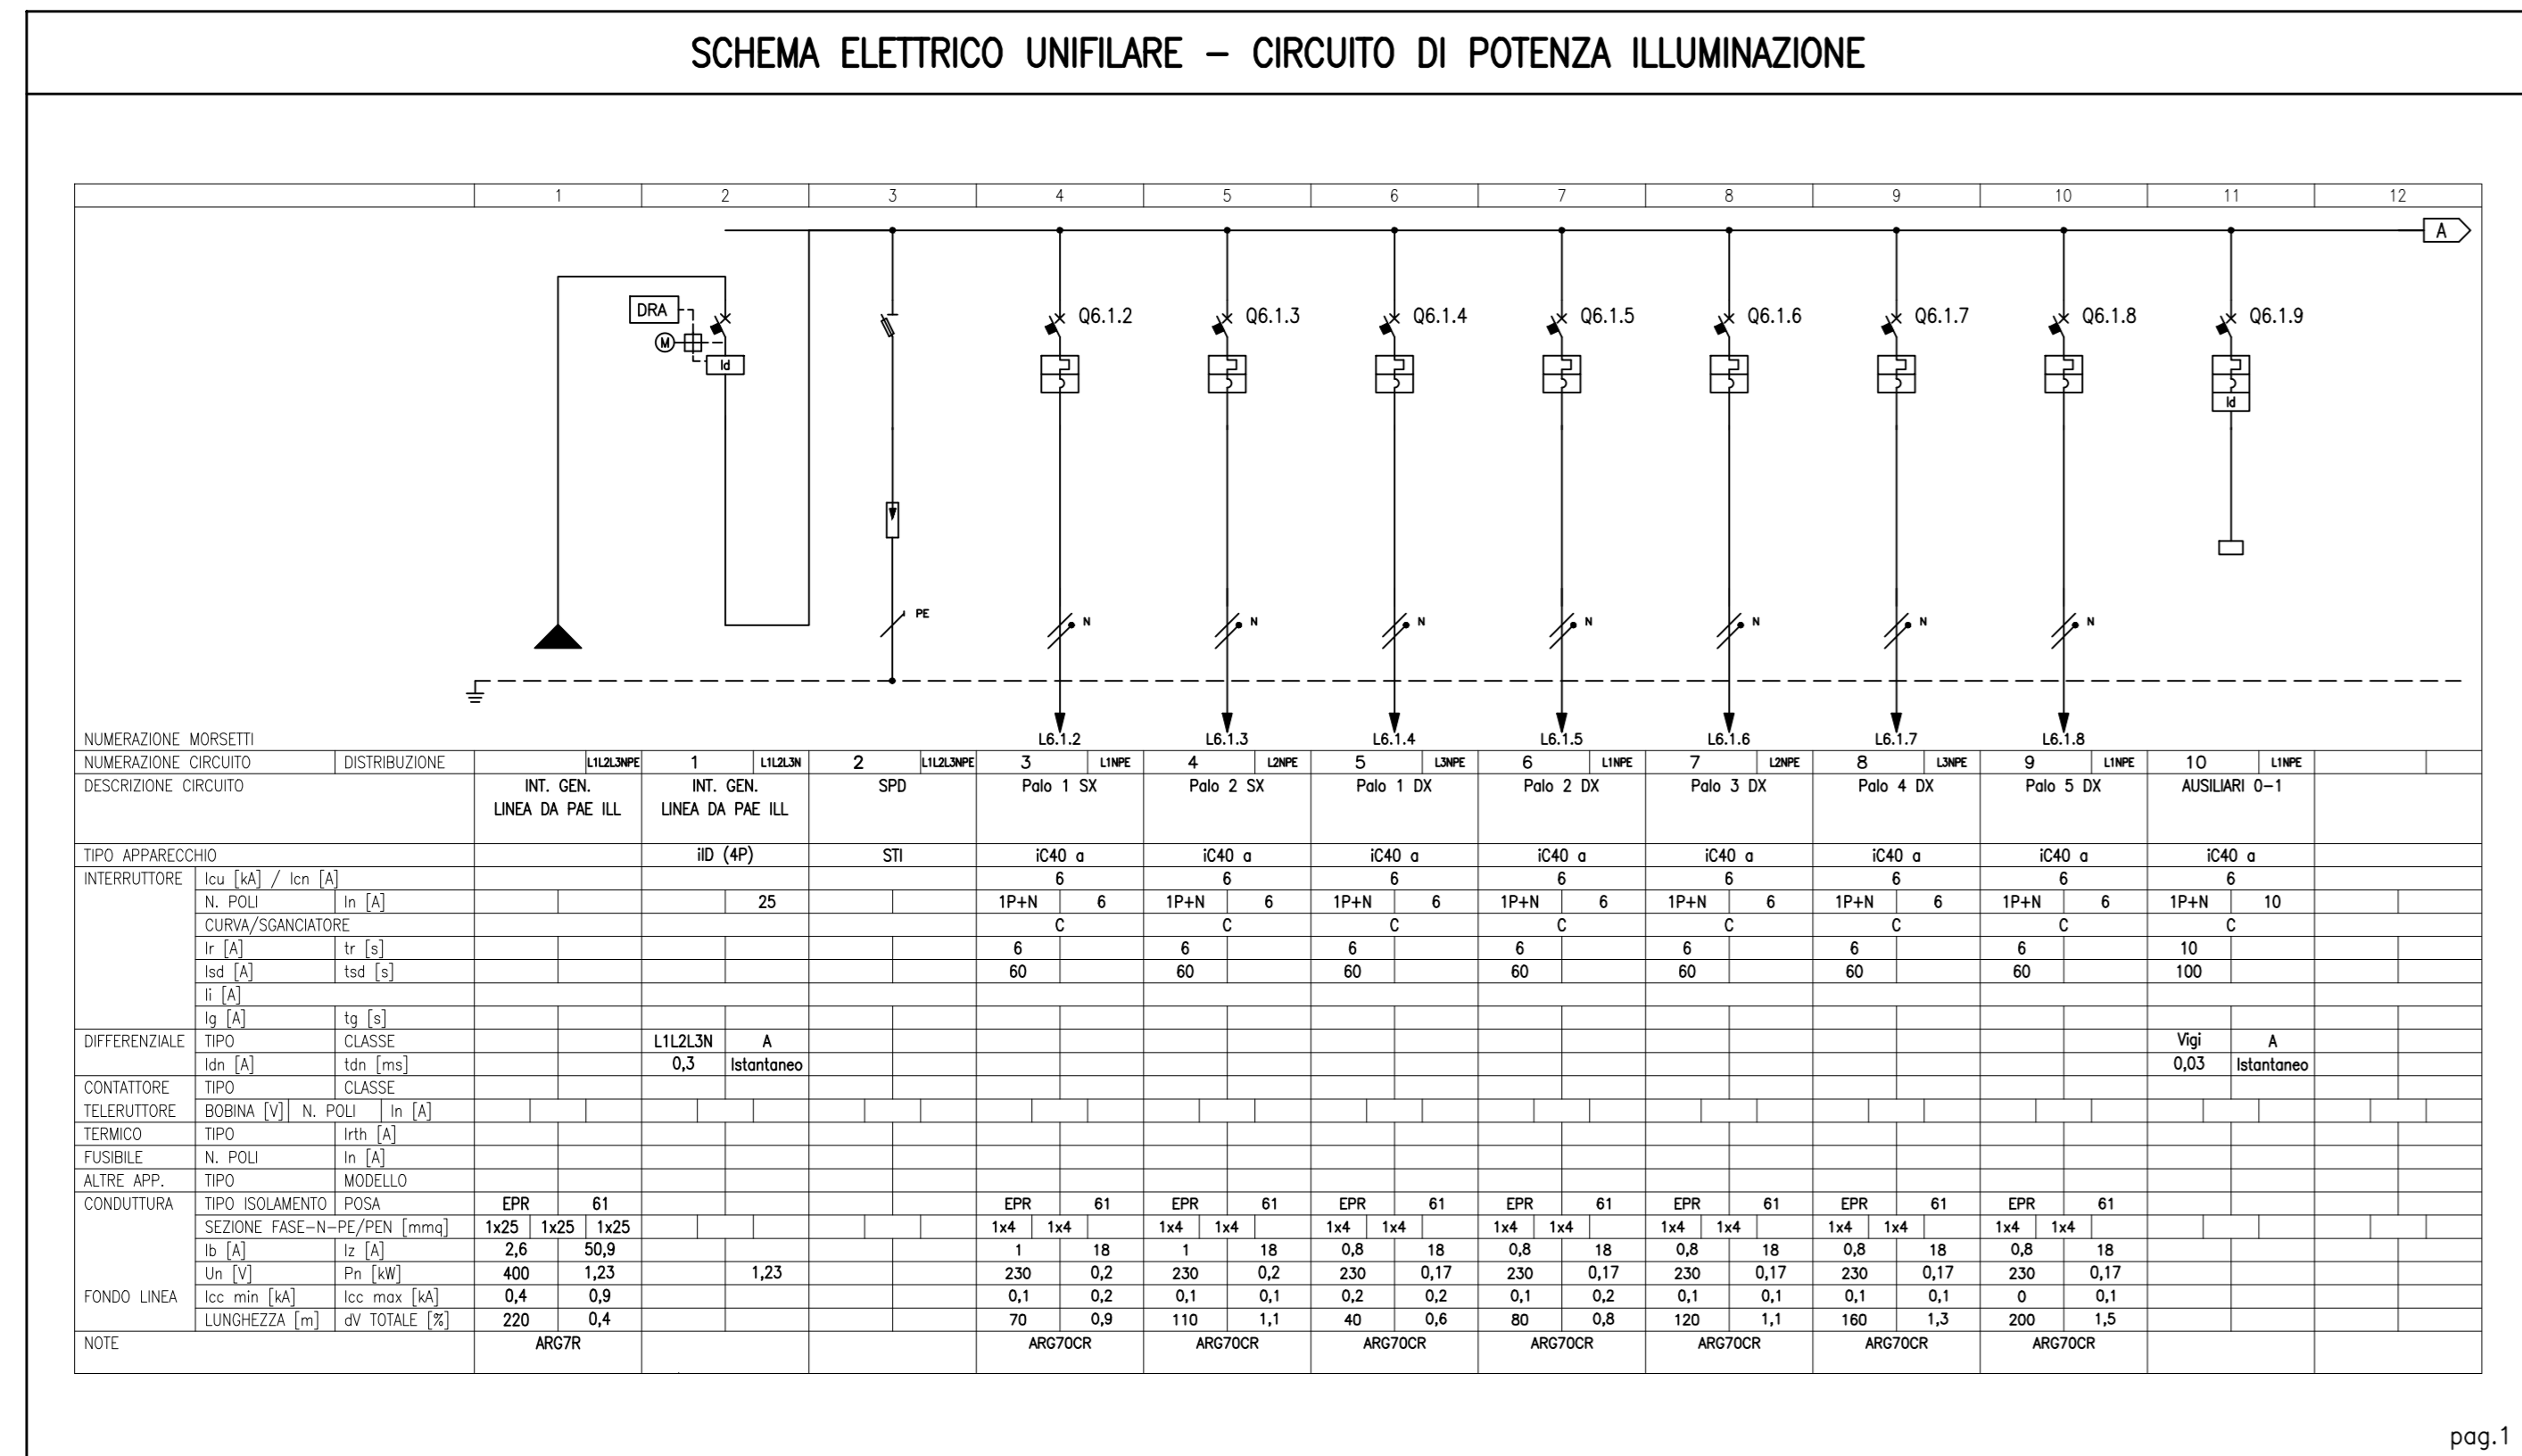 SCHEMA ELETTRICO UNIFILARE – CIRCUITO DI POTENZA ILLUMINAZIONE
1 2 3 4 5 6 7 8 9 10 11 12
A
DRA Q6.1.2 Q6.1.3 Q6.1.4 Q6.1.5 Q6.1.6 Q6.1.7 Q6.1.8 Q6.1.9
M
Id
Id
PE N N N N N N N
NUMERAZIONE MORSETTI L6.1.2 L6.1.3 L6.1.4 L6.1.5 L6.1.6 L6.1.7 L6.1.8
NUMERAZIONE CIRCUITO DISTRIBUZIONE L1L2L3NPE 1 L1L2L3N 2 L1L2L3NPE 3 L1NPE 4 L2NPE 5 L3NPE 6 L1NPE 7 L2NPE 8 L3NPE 9 L1NPE 10 L1NPE
DESCRIZIONE CIRCUITO INT. GEN. INT. GEN. SPD Palo 1 SX Palo 2 SX Palo 1 DX Palo 2 DX Palo 3 DX Palo 4 DX Palo 5 DX AUSILIARI 0–1
LINEA DA PAE ILL LINEA DA PAE ILL
TIPO APPARECCHIO iID (4P) STI iC40 a iC40 a iC40 a iC40 a iC40 a iC40 a iC40 a iC40 a
INTERRUTTORE Icu [kA] / Icn [A] 6 6 6 6 6 6 6 6
N. POLI In [A] 25 1P+N 6 1P+N 6 1P+N 6 1P+N 6 1P+N 6 1P+N 6 1P+N 6 1P+N 10
CURVA/SGANCIATORE C C C C C C C C
Ir [A] tr [s] 6 6 6 6 6 6 6 10
Isd [A] tsd [s] 60 60 60 60 60 60 60 100
Ii [A]
Ig [A] tg [s]
DIFFERENZIALE TIPO CLASSE L1L2L3N A Vigi A
Idn [A] tdn [ms] 0,3 Istantaneo 0,03 Istantaneo
CONTATTORE TIPO CLASSE
TELERUTTORE BOBINA [V] N. POLI In [A]
TERMICO TIPO Irth [A]
FUSIBILE N. POLI In [A]
ALTRE APP. TIPO MODELLO
CONDUTTURA TIPO ISOLAMENTO POSA EPR 61 EPR 61 EPR 61 EPR 61 EPR 61 EPR 61 EPR 61 EPR 61
SEZIONE FASE–N–PE/PEN [mmq] 1x25 1x25 1x25 1x4 1x4 1x4 1x4 1x4 1x4 1x4 1x4 1x4 1x4 1x4 1x4 1x4 1x4
Ib [A] Iz [A] 2,6 50,9 1 18 1 18 0,8 18 0,8 18 0,8 18 0,8 18 0,8 18
Un [V] Pn [kW] 400 1,23 1,23 230 0,2 230 0,2 230 0,17 230 0,17 230 0,17 230 0,17 230 0,17
FONDO LINEA Icc min [kA] Icc max [kA] 0,4 0,9 0,1 0,2 0,1 0,1 0,2 0,2 0,1 0,2 0,1 0,1 0,1 0,1 0 0,1
LUNGHEZZA [m] dV TOTALE [%] 220 0,4 70 0,9 110 1,1 40 0,6 80 0,8 120 1,1 160 1,3 200 1,5
NOTE ARG7R ARG7OCR ARG7OCR ARG7OCR ARG7OCR ARG7OCR ARG7OCR ARG7OCR
pag.1